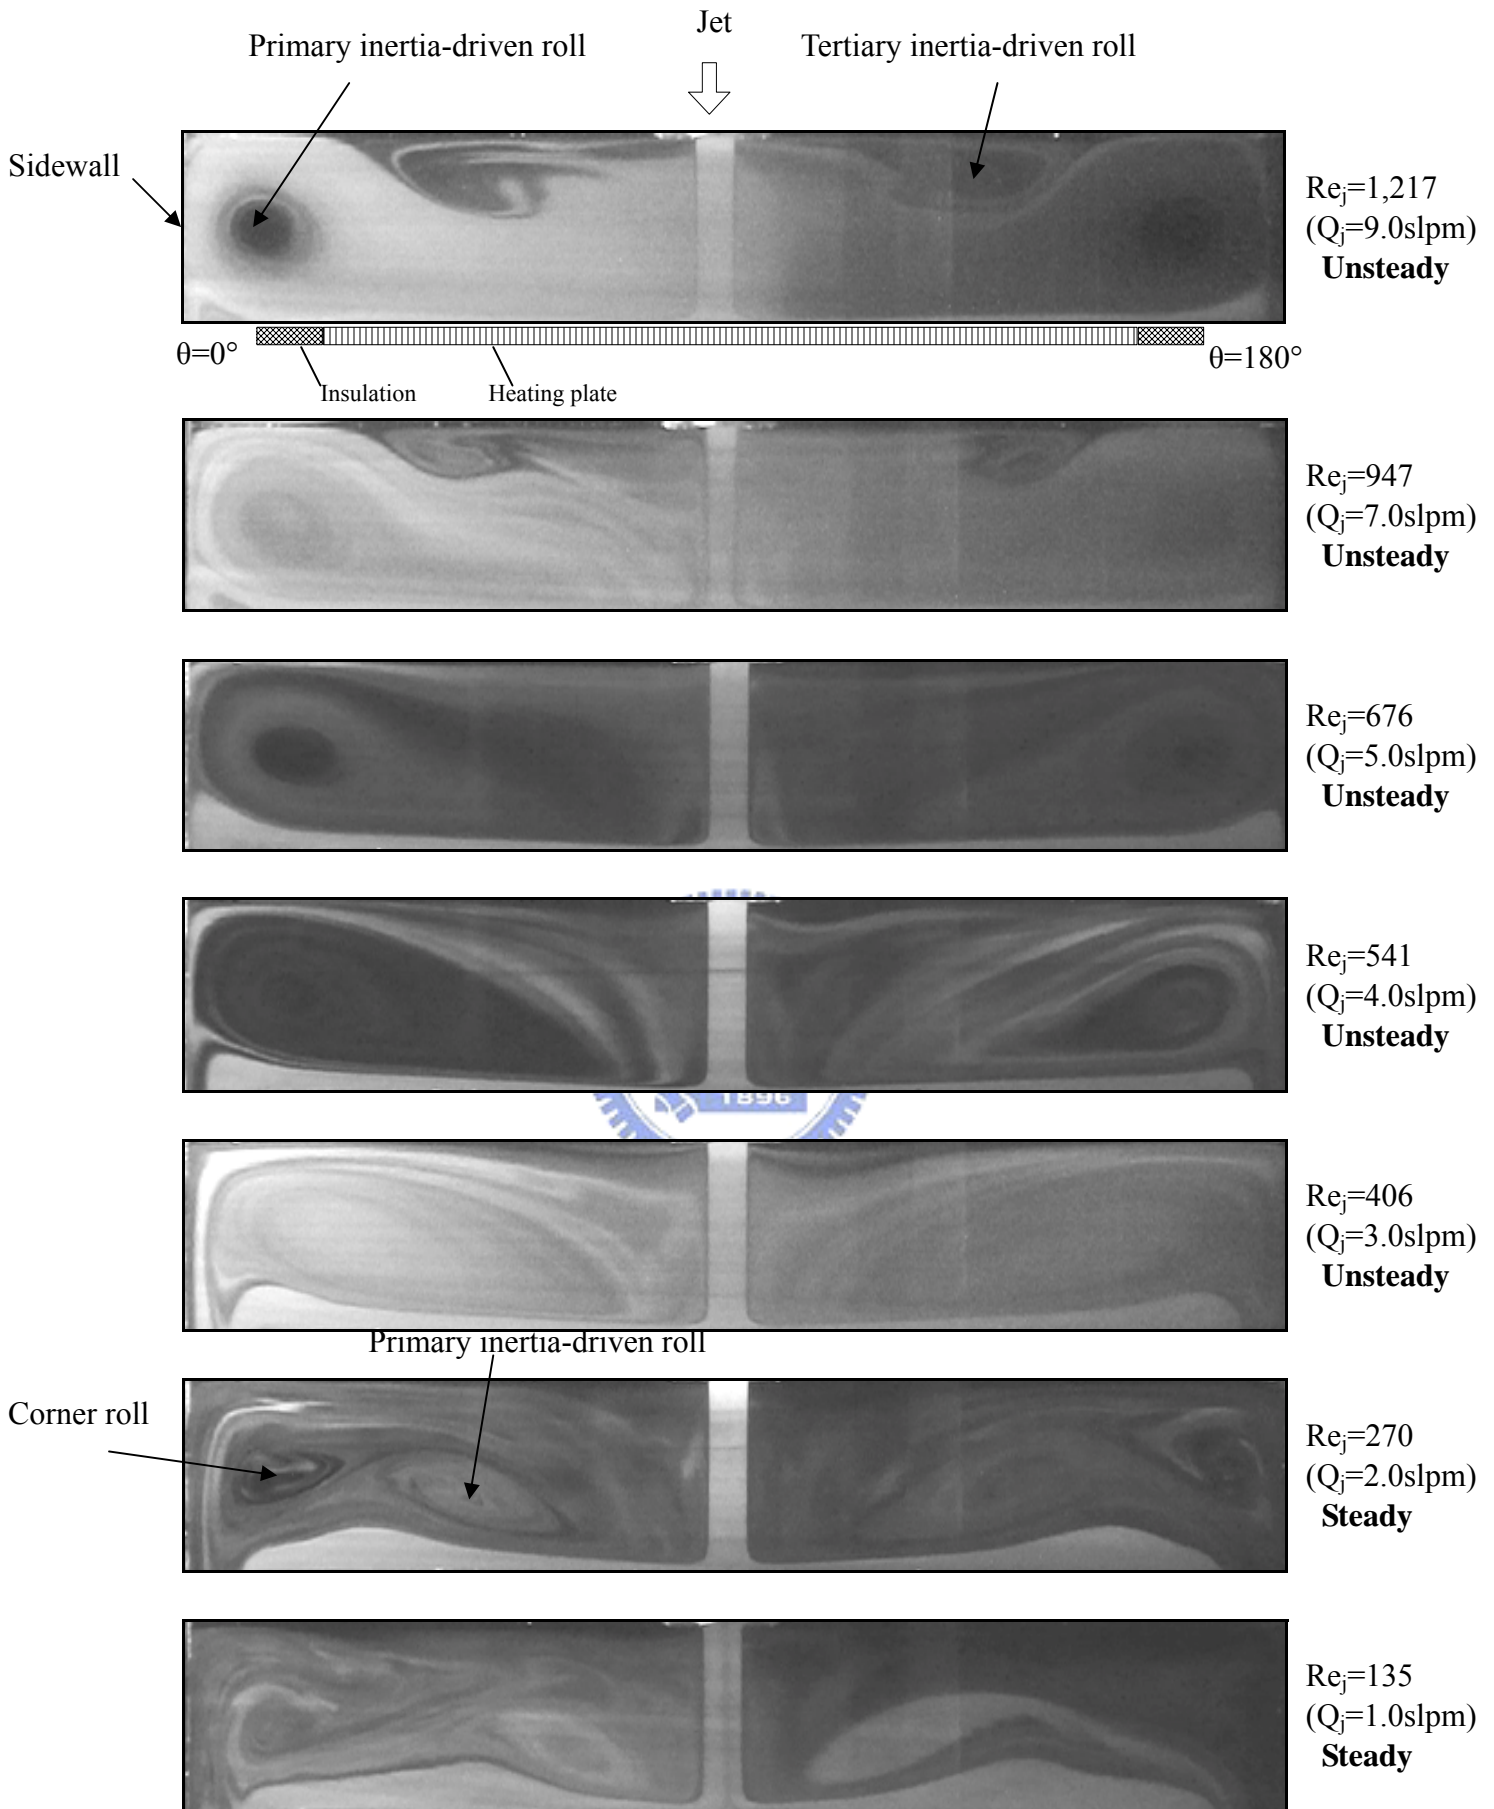 Jet
Primary inertia-driven roll
Tertiary inertia-driven roll
Sidewall
Rej=1,217
(Qj=9.0slpm)
Unsteady
θ=0°
θ=180°
Insulation
Heating plate
Rej=947
(Qj=7.0slpm)
Unsteady
Rej=676
(Qj=5.0slpm)
Unsteady
Rej=541
(Qj=4.0slpm)
Unsteady
1896
Rej=406
(Qj=3.0slpm)
Unsteady
Primary inertia-driven roll
Corner roll
Rej=270
(Qj=2.0slpm)
Steady
Rej=135
(Qj=1.0slpm)
Steady